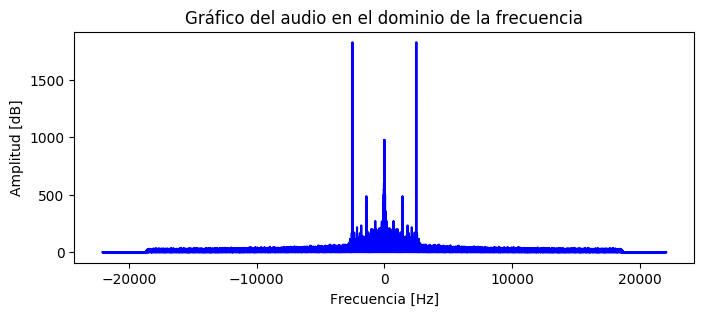 Gráfico del audio en el dominio de la frecuencia
Amplitud [dB]
1500
1000
500
0
−20000 −10000 0 10000 20000
Frecuencia [Hz]